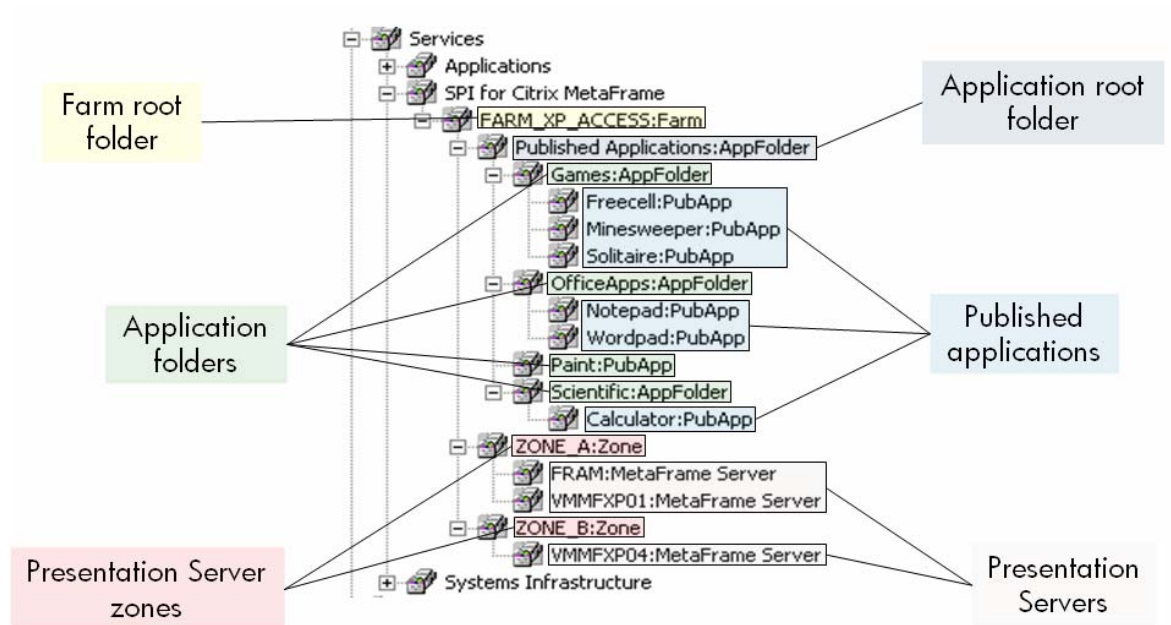 Services
Applications
SPI for Citrix MetaFrame
FARM_XP_ACCESS:Farm
Published Applications:AppFolder
Games:AppFolder
Freecell:PubApp
Minesweeper:PubApp
Solitaire:PubApp
OfficeApps:AppFolder
Notepad:PubApp
Wordpad:PubApp
Paint:PubApp
Scientific:AppFolder
Calculator:PubApp
ZONE_A:Zone
FRAM:MetaFrame Server
VMMFXP01:MetaFrame Server
ZONE_B:Zone
VMMFXP04:MetaFrame Server
Systems Infrastructure
Farm root
folder
Application
folders
Presentation Server
zones
Application root
folder
Published
applications
Presentation
Servers